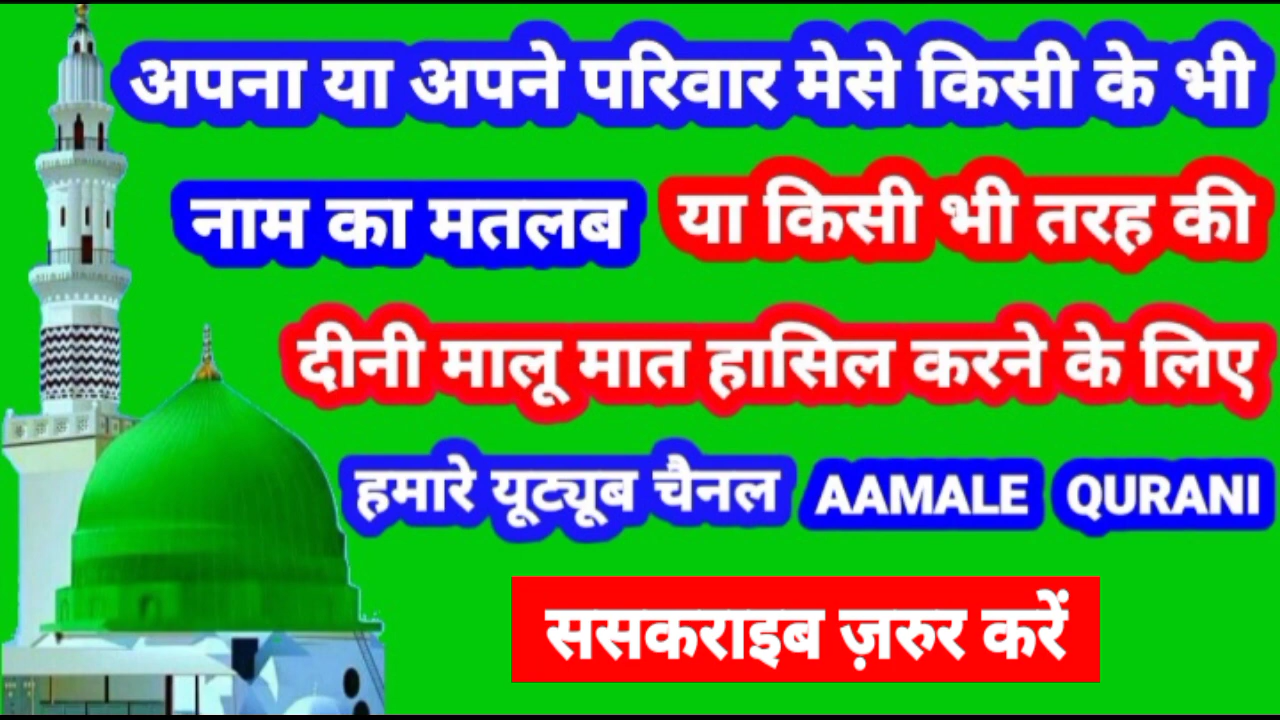 अपना या अपने परिवार मेसे किसी के भी
नाम का मतलब या किसी भी तरह की
दीनी मालू मात हासिल करने के लिए
हमारे यूट्यूब चैनल AAMALE QURANI
ससकराइब ज़रुर करें